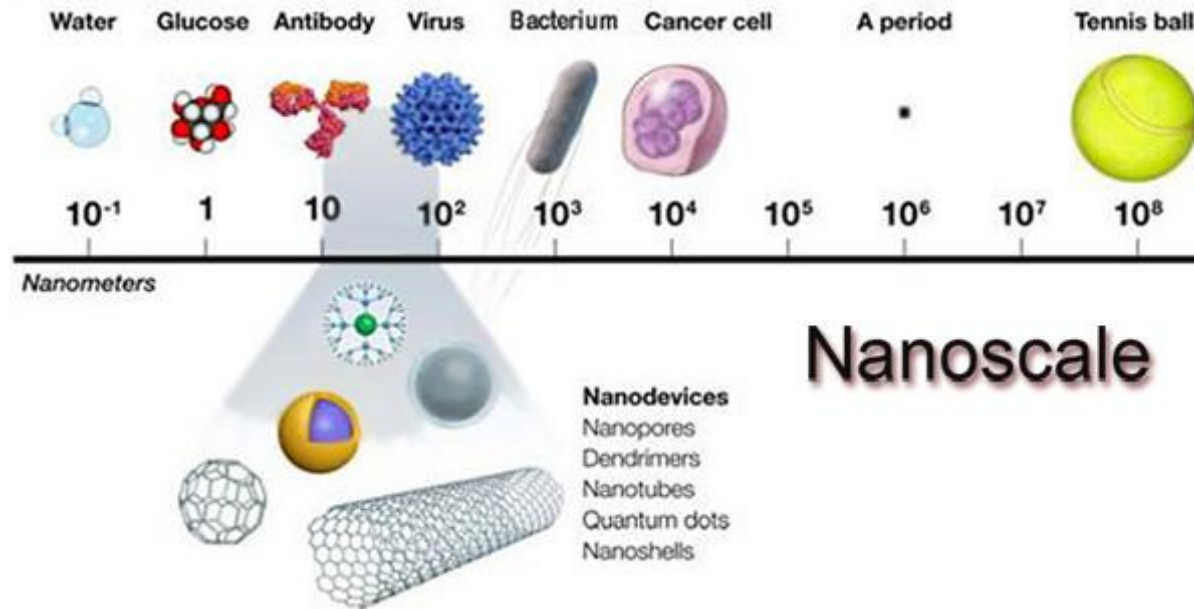 Water Glucose Antibody Virus Bacterium Cancer cell A period Tennis ball
10⁻¹ 1 10 10² 10³ 10⁴ 10⁵ 10⁶ 10⁷ 10⁸
Nanometers
Nanoscale
Nanodevices
Nanopores
Dendrimers
Nanotubes
Quantum dots
Nanoshells